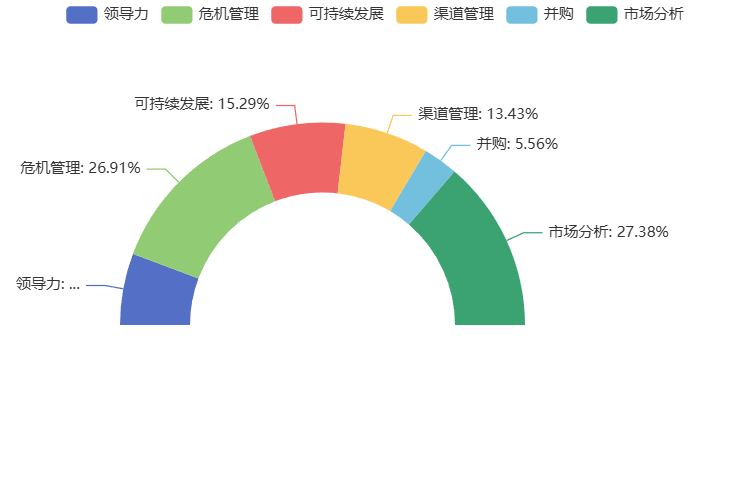 领导力
危机管理
可持续发展
渠道管理
并购
市场分析
可持续发展: 15.29%
渠道管理: 13.43%
并购: 5.56%
危机管理: 26.91%
市场分析: 27.38%
领导力: ...